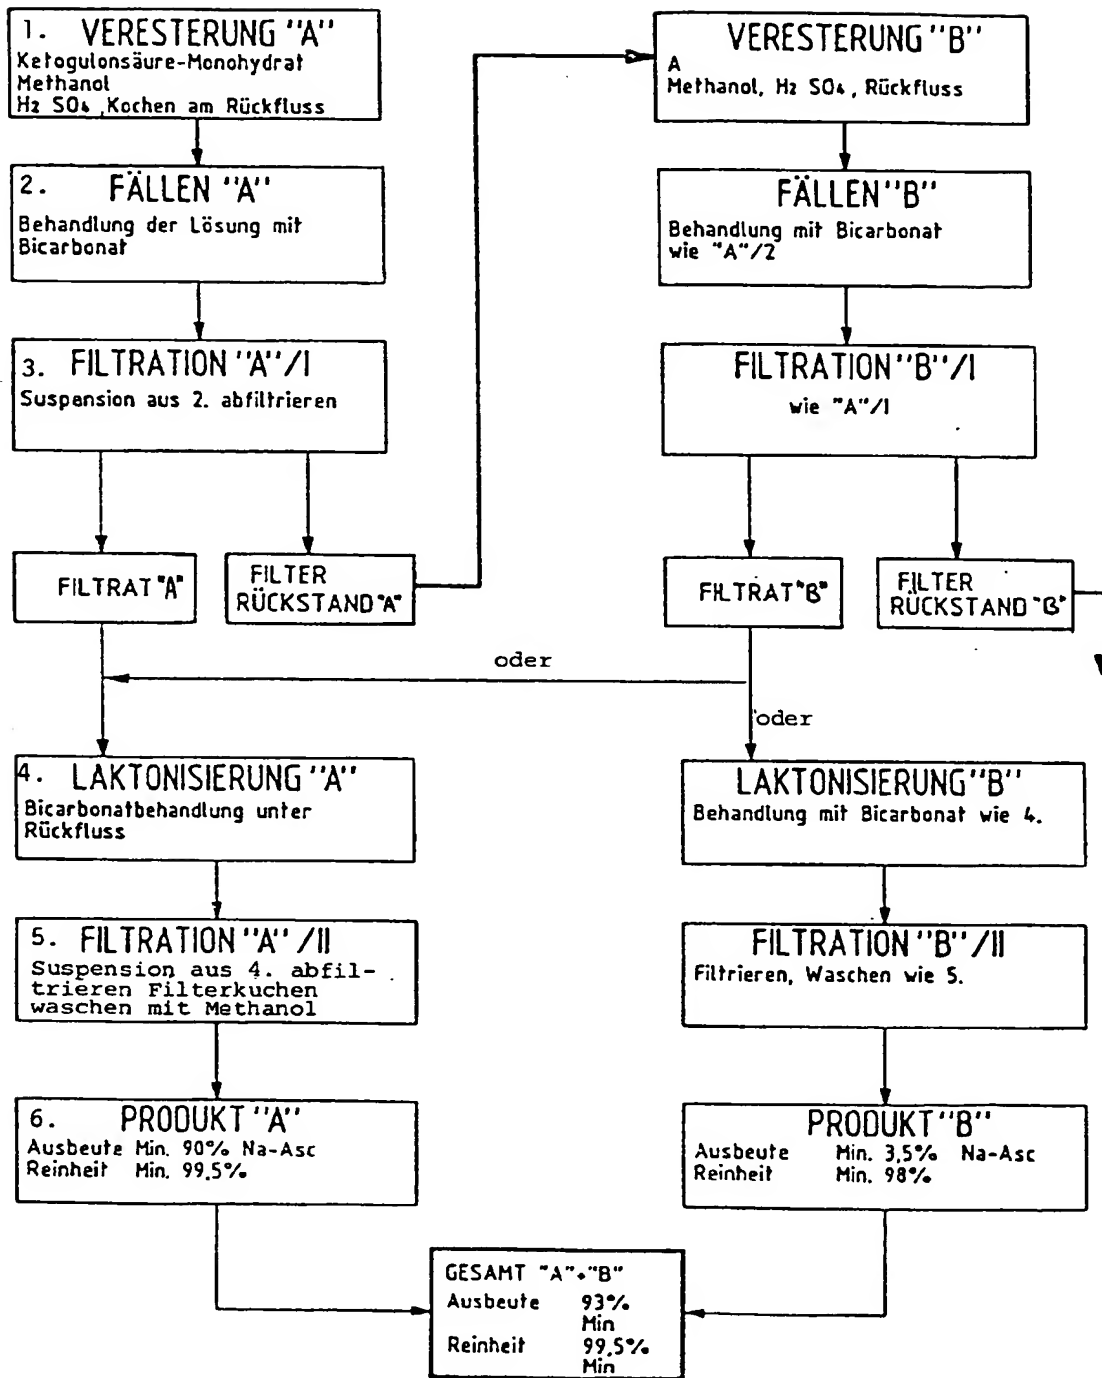 1. VERESTERUNG "A"
Ketogulonsäure-Monohydrat
Methanol
H2 SO4, Kochen am Rückfluss
2. FÄLLEN "A"
Behandlung der Lösung mit
Bicarbonat
3. FILTRATION "A"/I
Suspension aus 2. abfiltrieren
FILTRAT "A"
FILTER
RÜCKSTAND "A"
VERESTERUNG "B"
A
Methanol, H2 SO4, Rückfluss
FÄLLEN "B"
Behandlung mit Bicarbonat
wie "A"/2
FILTRATION "B"/I
wie "A"/I
FILTRAT "B"
FILTER
RÜCKSTAND "B"
oder
oder
4. LAKTONISIERUNG "A"
Bicarbonatbehandlung unter
Rückfluss
5. FILTRATION "A" /II
Suspension aus 4. abfil-
trieren Filterkuchen
waschen mit Methanol
6. PRODUKT "A"
Ausbeute Min. 90% Na-Asc
Reinheit Min. 99,5%
LAKTONISIERUNG "B"
Behandlung mit Bicarbonat wie 4.
FILTRATION "B"/II
Filtrieren, Waschen wie 5.
PRODUKT "B"
Ausbeute Min. 3,5% Na-Asc
Reinheit Min. 98%
GESAMT "A"+"B"
Ausbeute 93%
Min
Reinheit 99,5%
Min